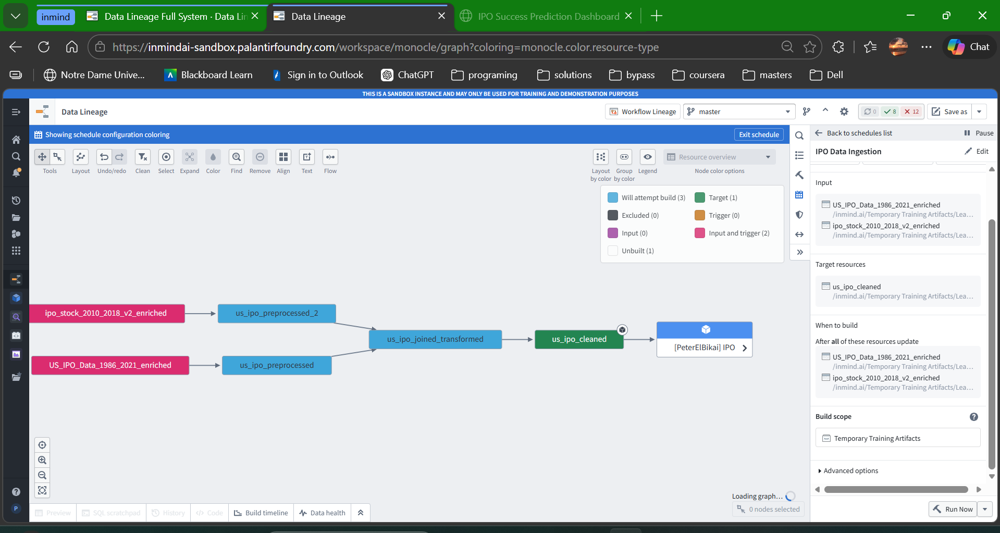 inmind
Data Lineage Full System · Data Lin
Data Lineage
IPO Success Prediction Dashboard
https://inmindai-sandbox.palantirfoundry.com/workspace/monocle/graph?coloring=monocle.color.resource-type
Chat
Notre Dame Unive...
Blackboard Learn
Sign in to Outlook
ChatGPT
programing
solutions
bypass
coursera
masters
Dell
THIS IS A SANDBOX INSTANCE AND MAY ONLY BE USED FOR TRAINING AND DEMONSTRATION PURPOSES
Data Lineage
Workflow Lineage
master
0
8
12
Save as
Showing schedule configuration coloring
Exit schedule
Back to schedules list
Pause
IPO Data Ingestion
Edit
Tools
Layout
Undo/redo
Clean
Select
Expand
Color
Find
Remove
Align
Text
Flow
Layout
by color
Group
by color
Legend
Resource overview
Node color options
Will attempt build (3)
Target (1)
Excluded (0)
Trigger (0)
Input (0)
Input and trigger (2)
Unbuilt (1)
ipo_stock_2010_2018_v2_enriched
us_ipo_preprocessed_2
us_ipo_joined_transformed
us_ipo_cleaned
[PeterElBikai] IPO
US_IPO_Data_1986_2021_enriched
us_ipo_preprocessed
Input
US_IPO_Data_1986_2021_enriched
/inmind.ai/Temporary Training Artifacts/Lea...
ipo_stock_2010_2018_v2_enriched
/inmind.ai/Temporary Training Artifacts/Lea...
Target resources
us_ipo_cleaned
/inmind.ai/Temporary Training Artifacts/Lea...
When to build
After all of these resources update
US_IPO_Data_1986_2021_enriched
/inmind.ai/Temporary Training Artifacts/Lea...
ipo_stock_2010_2018_v2_enriched
/inmind.ai/Temporary Training Artifacts/Lea...
Build scope
Temporary Training Artifacts
Advanced options
Run Now
Loading graph...
0 nodes selected
P
Preview
SQL scratchpad
History
Code
Build timeline
Data health